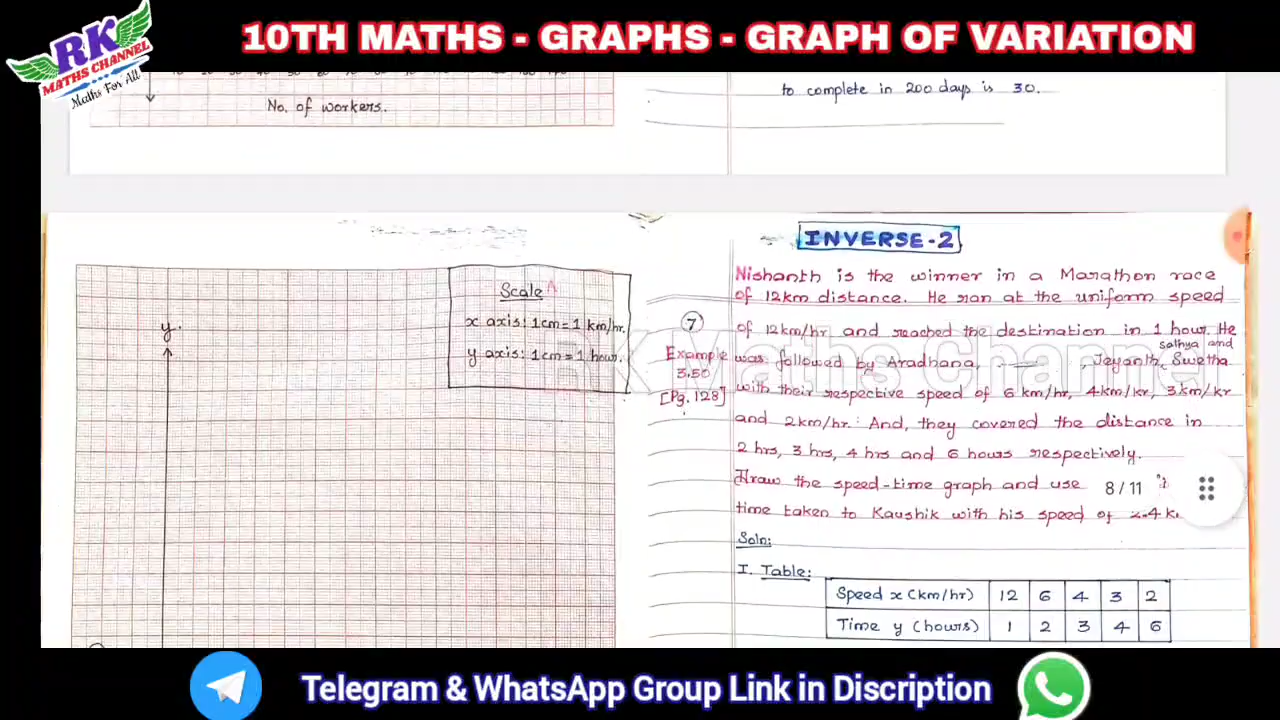 RK
MATHS CHANNEL
Maths For All
10TH MATHS - GRAPHS - GRAPH OF VARIATION
No. of workers.
to complete in 200 days is 30.
INVERSE-2
Scale
x axis: 1cm = 1 km/hr.
y axis: 1cm = 1 hour.
y
7
Example
3.50
[Pg. 128]
Nishanth is the winner in a Marathon race
of 12km distance. He ran at the uniform speed
of 12km/hr and reached the destination in 1 hour. He
sathya and
was followed by Aradhana, , Jeyanth, Swetha
with their respective speed of 6 km/hr, 4km/hr, 3km/hr
and 2km/hr. And, they covered the distance in
2 hrs, 3 hrs, 4 hrs and 6 hours respectively.
Draw the speed-time graph and use
8 / 11
time taken to Kaushik with his speed of 2.4
Soln:
I. Table:
Speed x (km/hr) 12 6 4 3 2
Time y (hours) 1 2 3 4 6
RK Maths Channel
Telegram & WhatsApp Group Link in Discription